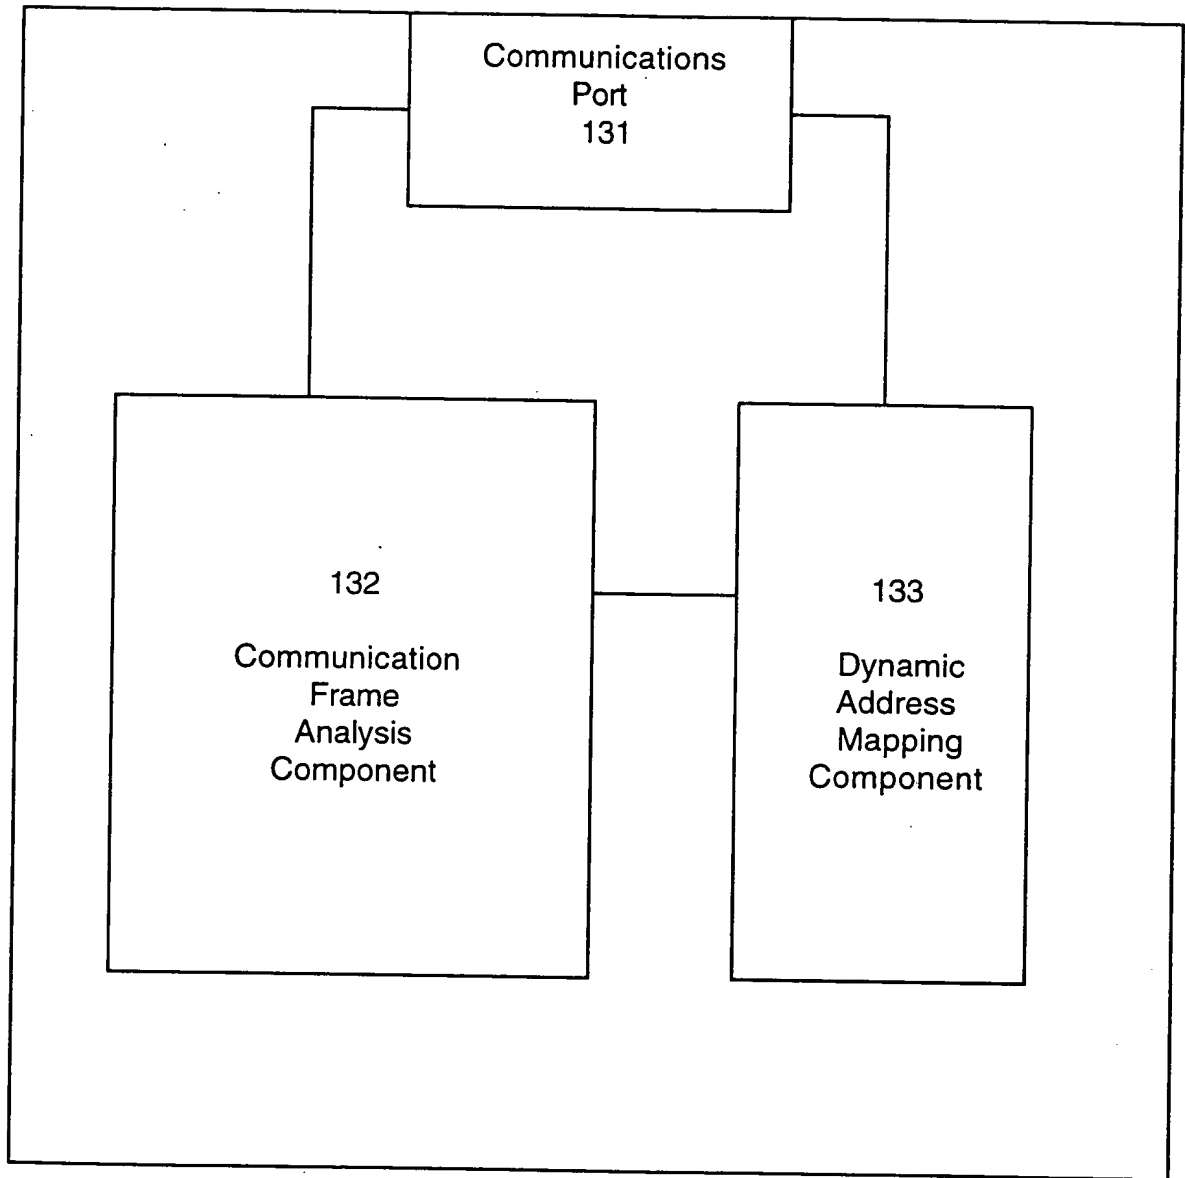 Communications
Port
131
132
Communication
Frame
Analysis
Component
133
Dynamic
Address
Mapping
Component